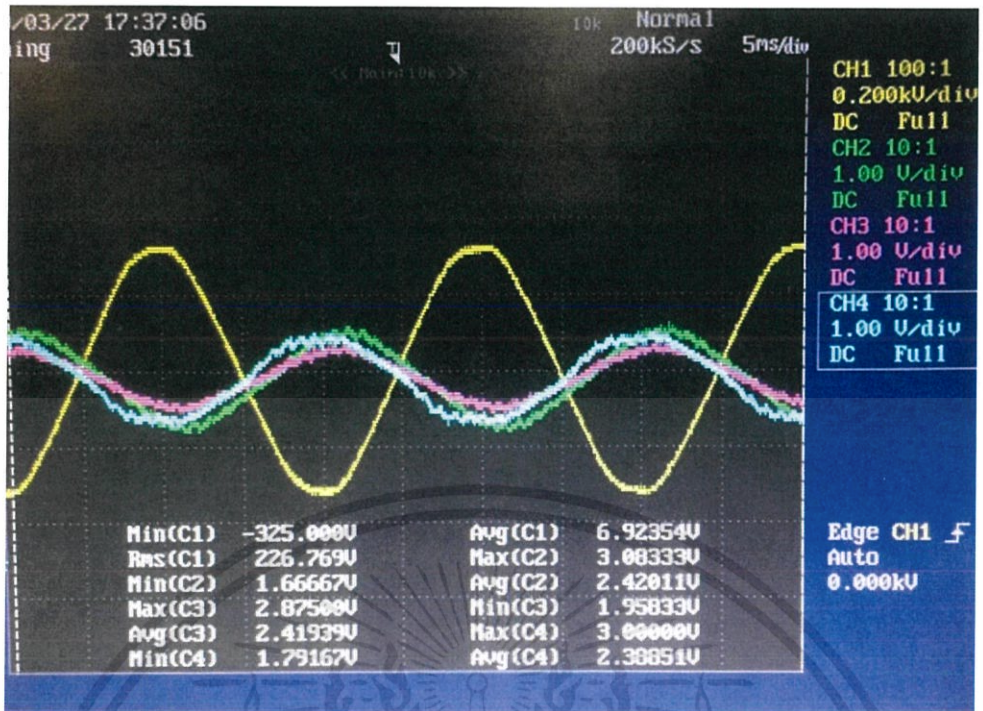 /03/27 17:37:06
ing 30151
10k Normal
200kS/s 5ms/div
<< Main:10k >>
CH1 100:1
0.200kV/div
DC Full
CH2 10:1
1.00 V/div
DC Full
CH3 10:1
1.00 V/div
DC Full
CH4 10:1
1.00 V/div
DC Full
Min(C1) -325.000V Avg(C1) 6.92354V
Rms(C1) 226.769V Max(C2) 3.08333V
Min(C2) 1.66667V Avg(C2) 2.42011V
Max(C3) 2.87500V Min(C3) 1.95833V
Avg(C3) 2.41939V Max(C4) 3.00000V
Min(C4) 1.79167V Avg(C4) 2.38851V
Edge CH1
Auto
0.000kV